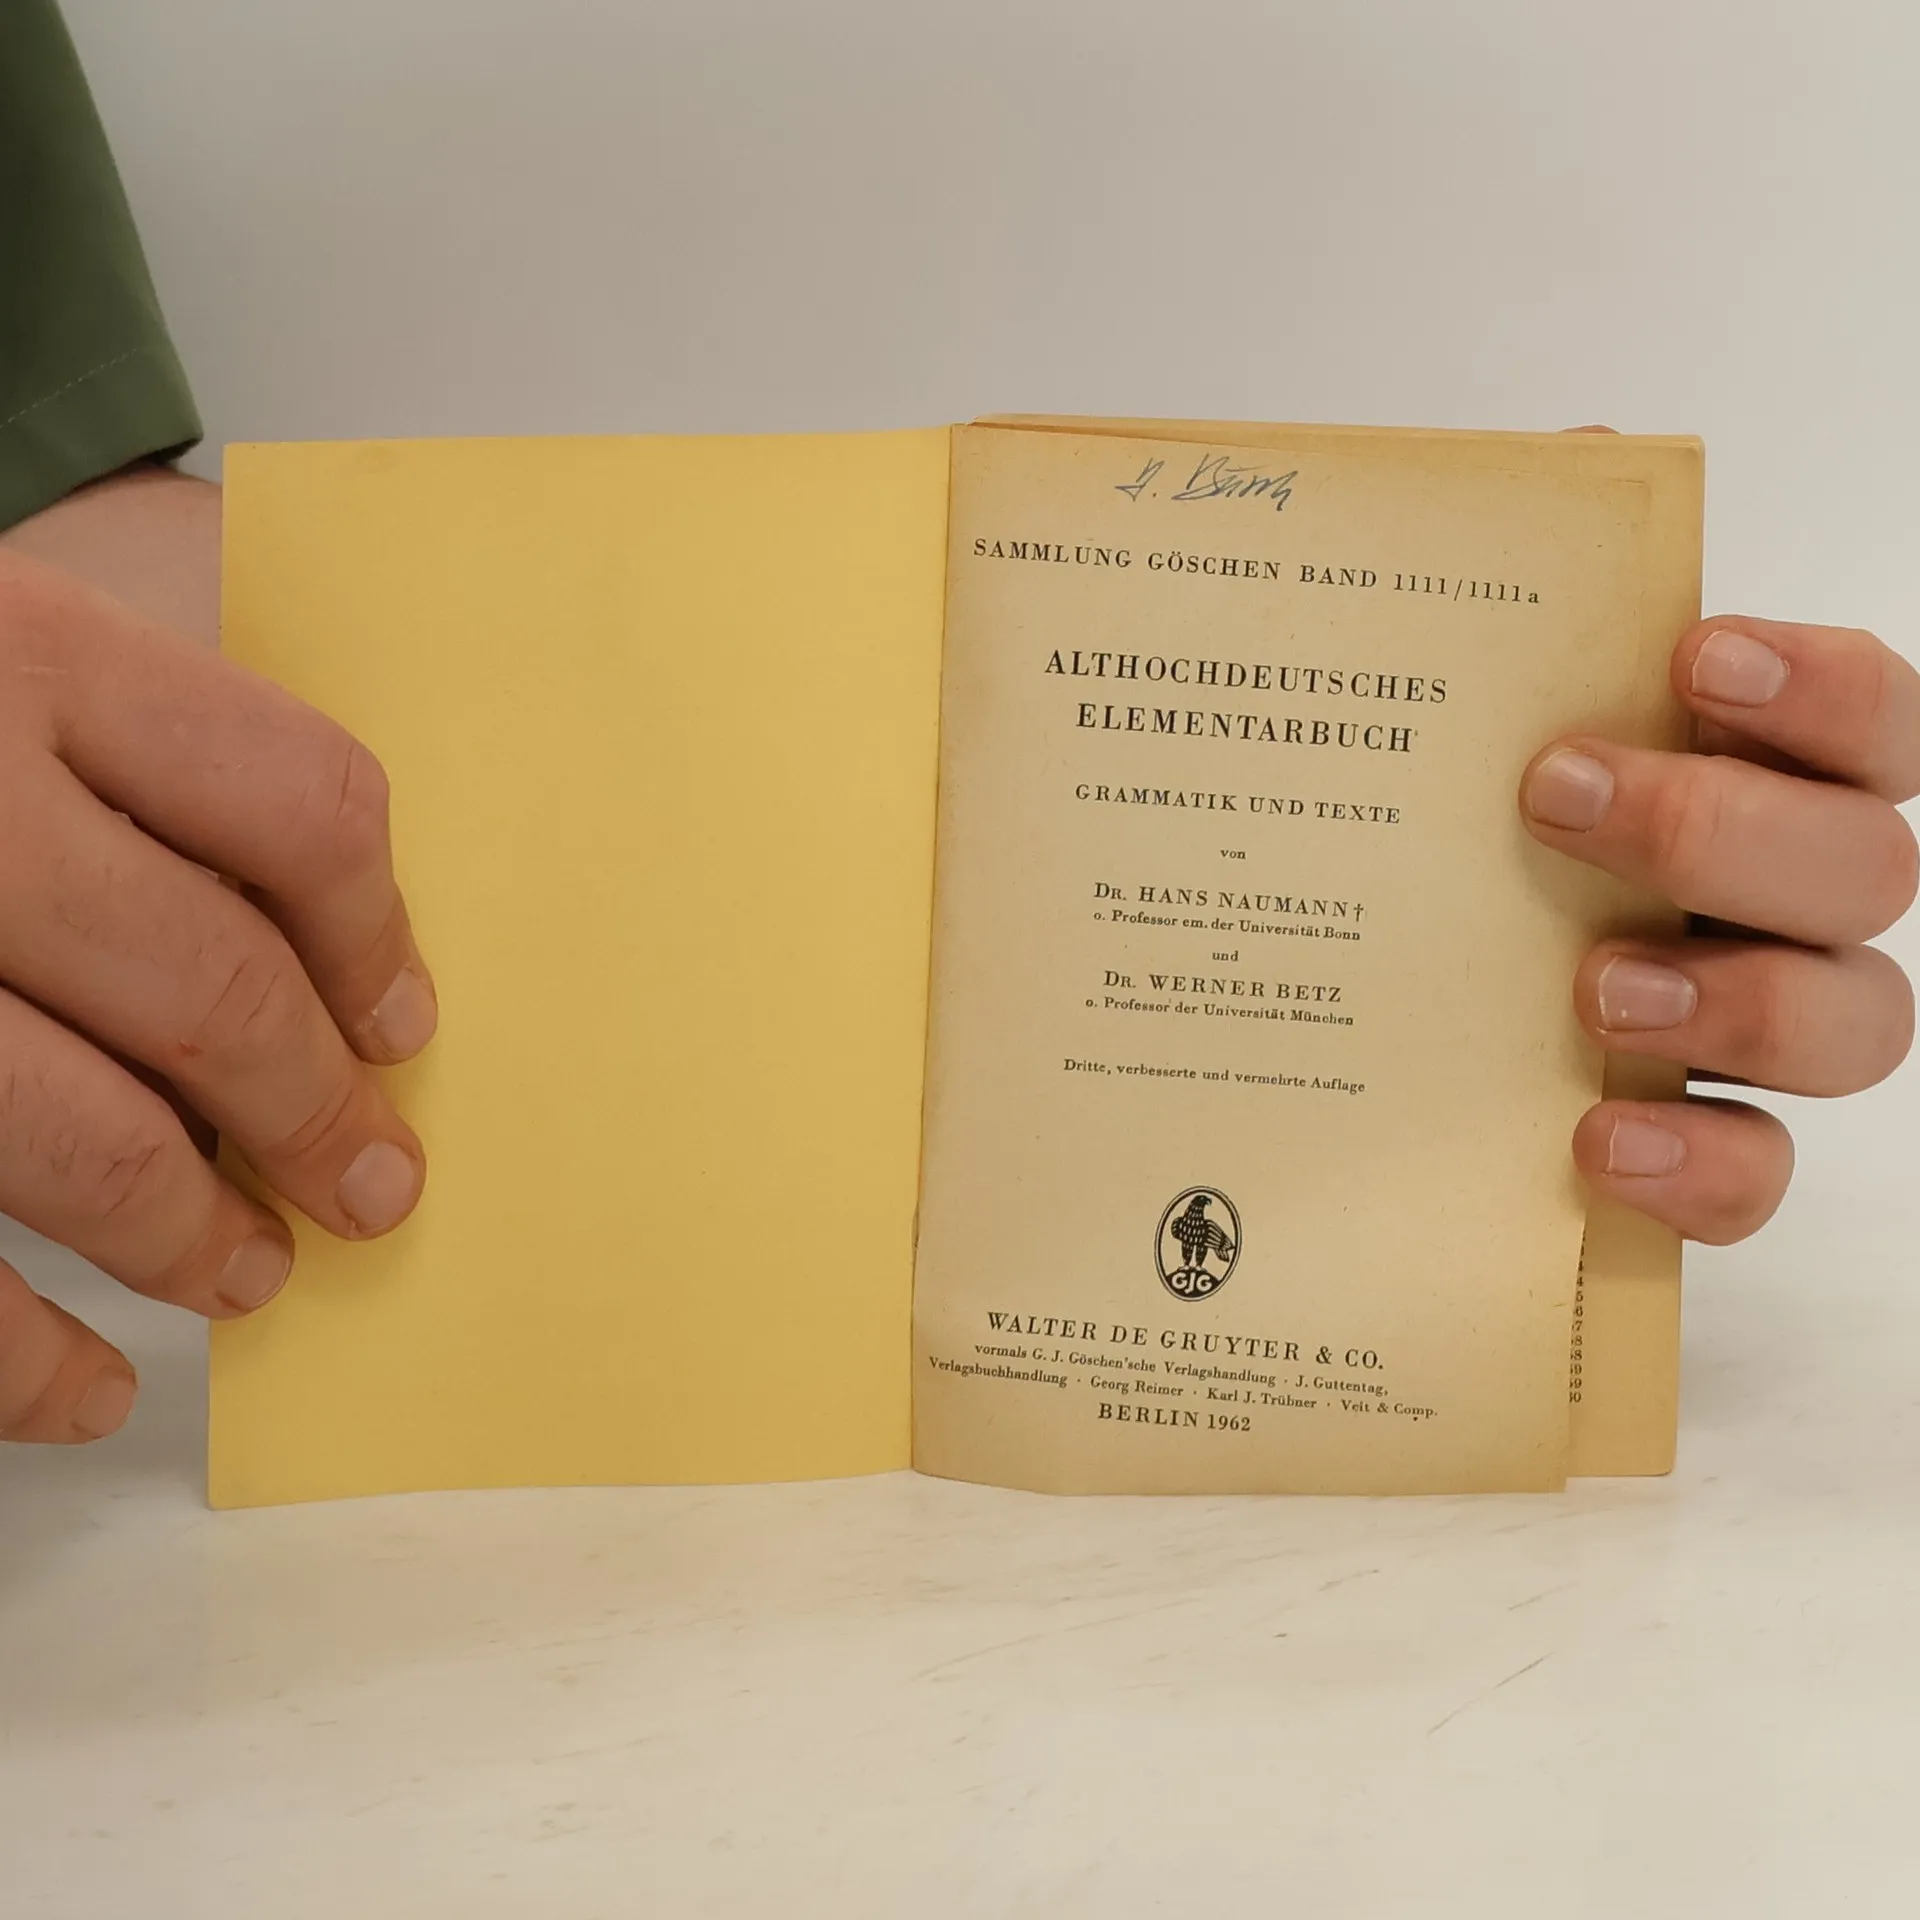 SAMMLUNG GÖSCHEN BAND 1111/1111a
ALTHOCHDEUTSCHES
ELEMENTARBUCH
GRAMMATIK UND TEXTE
von
DR. HANS NAUMANN†
o. Professor em. der Universität Bonn
und
DR. WERNER BETZ
o. Professor der Universität München
Dritte, verbesserte und vermehrte Auflage
GJG
WALTER DE GRUYTER & CO.
vormals G. J. Göschen'sche Verlagshandlung · J. Guttentag,
Verlagsbuchhandlung · Georg Reimer · Karl J. Trübner · Veit & Comp.
BERLIN 1962